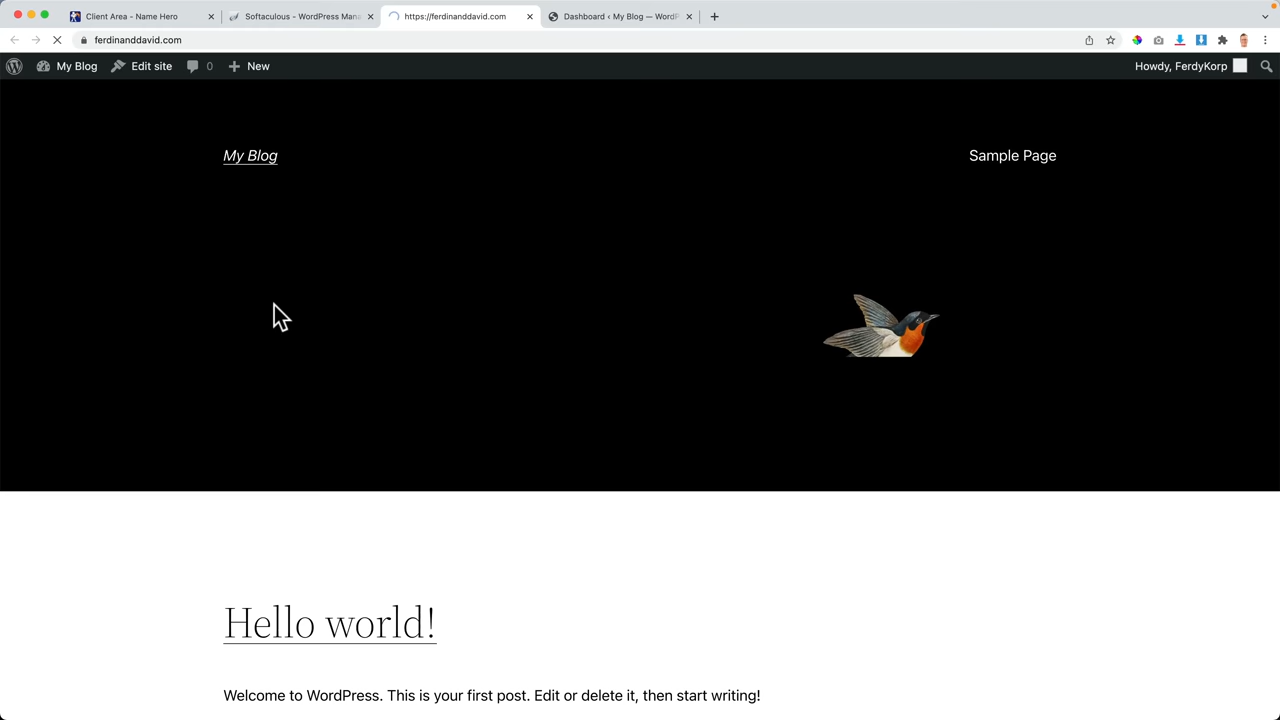 Client Area - Name Hero
Softaculous - WordPress Mana
https://ferdinanddavid.com
Dashboard ‹ My Blog — WordP
ferdinanddavid.com
My Blog
Edit site
0
New
Howdy, FerdyKorp
My Blog
Sample Page
Hello world!
Welcome to WordPress. This is your first post. Edit or delete it, then start writing!